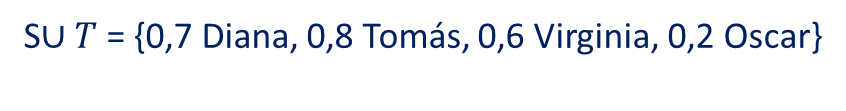 S∪ T = {0,7 Diana, 0,8 Tomás, 0,6 Virginia, 0,2 Oscar}